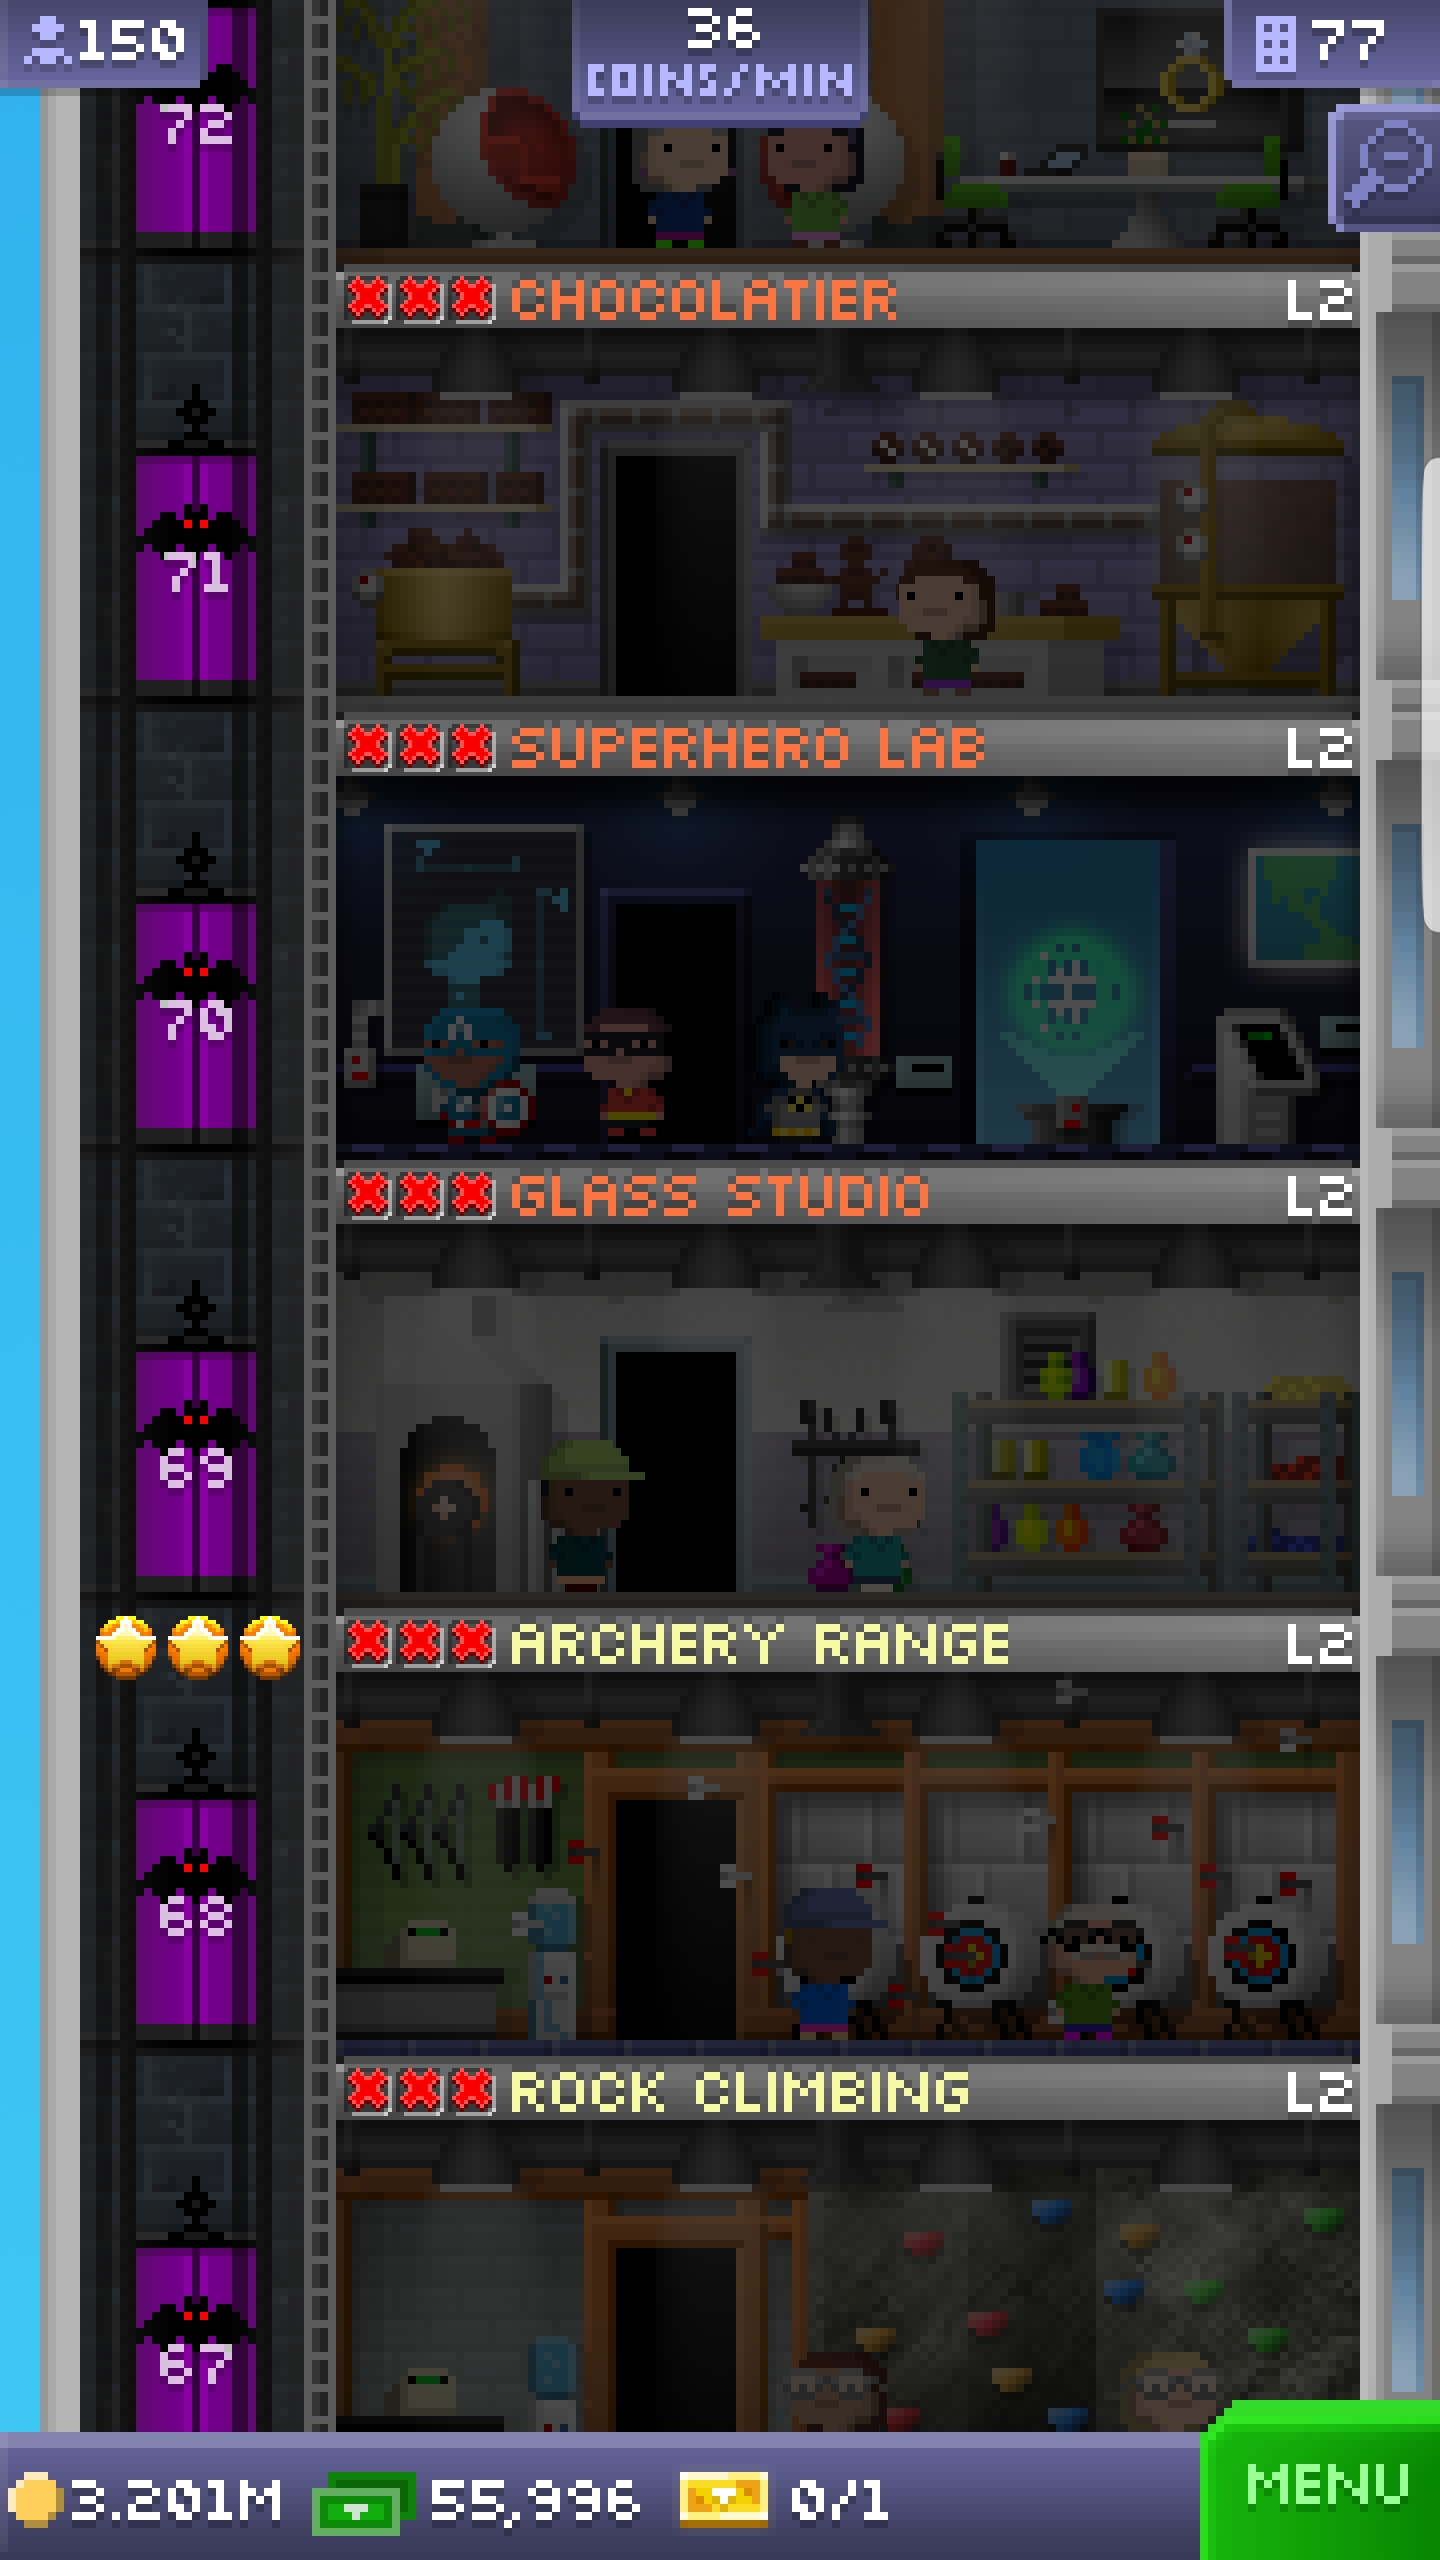 150
36
COINS/MIN
77
72
CHOCOLATIER L2
71
SUPERHERO LAB L2
70
GLASS STUDIO L2
69
ARCHERY RANGE L2
68
ROCK CLIMBING L2
67
3.201M 55,996 0/1 MENU